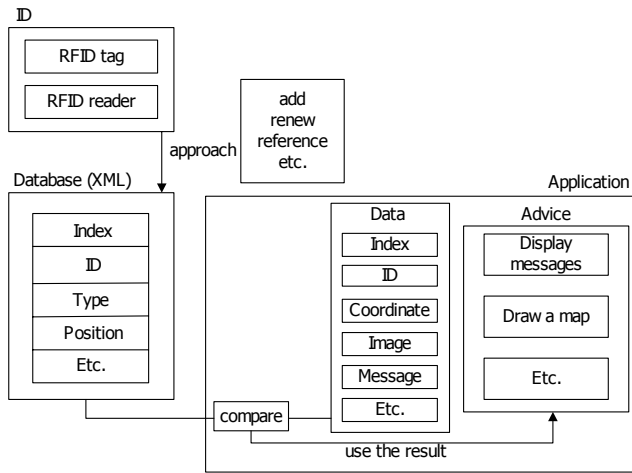 ID
RFID tag
RFID reader
approach
add
renew
reference
etc.
Database (XML)
Index
ID
Type
Position
Etc.
Application
Data
Index
ID
Coordinate
Image
Message
Etc.
Advice
Display
messages
Draw a map
Etc.
compare
use the result